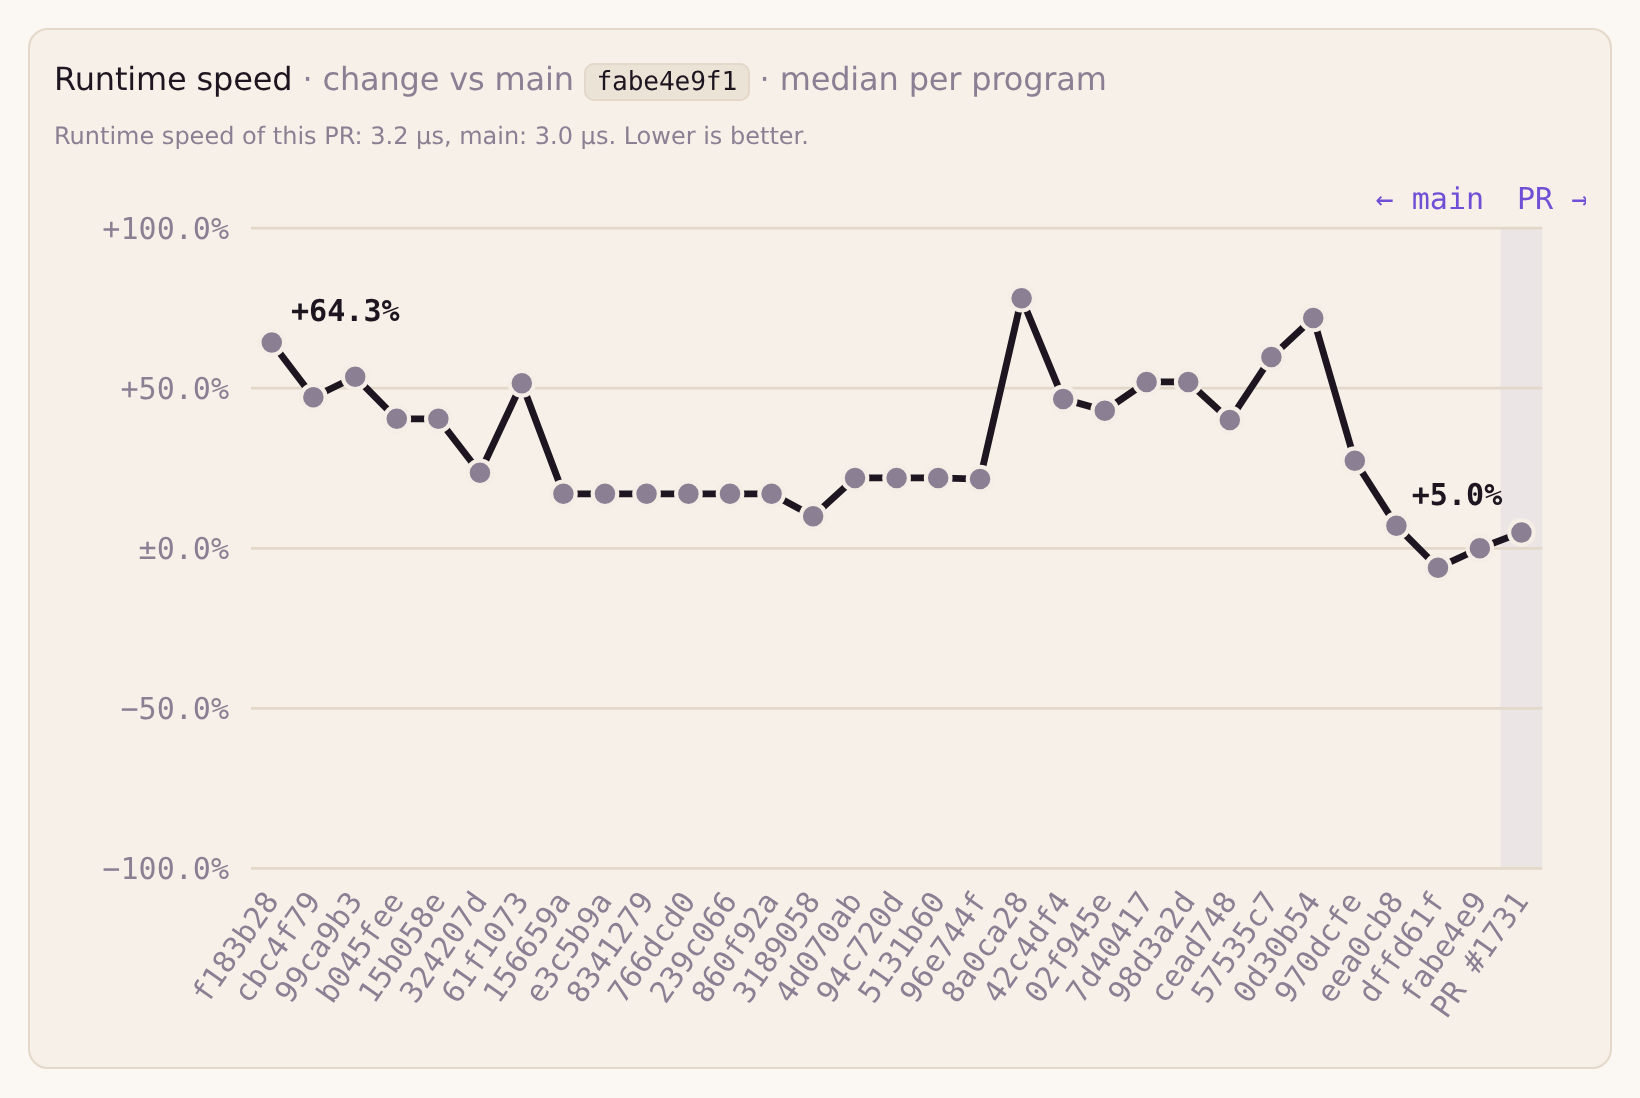 Runtime speed · change vs main fabe4e9f1 · median per program
Runtime speed of this PR: 3.2 µs, main: 3.0 µs. Lower is better.
← main PR →
+100.0%
+64.3%
+50.0%
+5.0%
±0.0%
−50.0%
−100.0%
f183b28
cbc4f79
99ca9b3
b045fee
15b058e
324207d
61f1073
156659a
e3c5b9a
8341279
766dcd0
239c066
860f92a
3189058
4d070ab
94c720d
5131b60
96e744f
8a0ca28
42c4df4
02f945e
7d40417
98d3a2d
cead748
57535c7
0d30b54
970dcfe
eea0cb8
dffd61f
fabe4e9
PR #1731